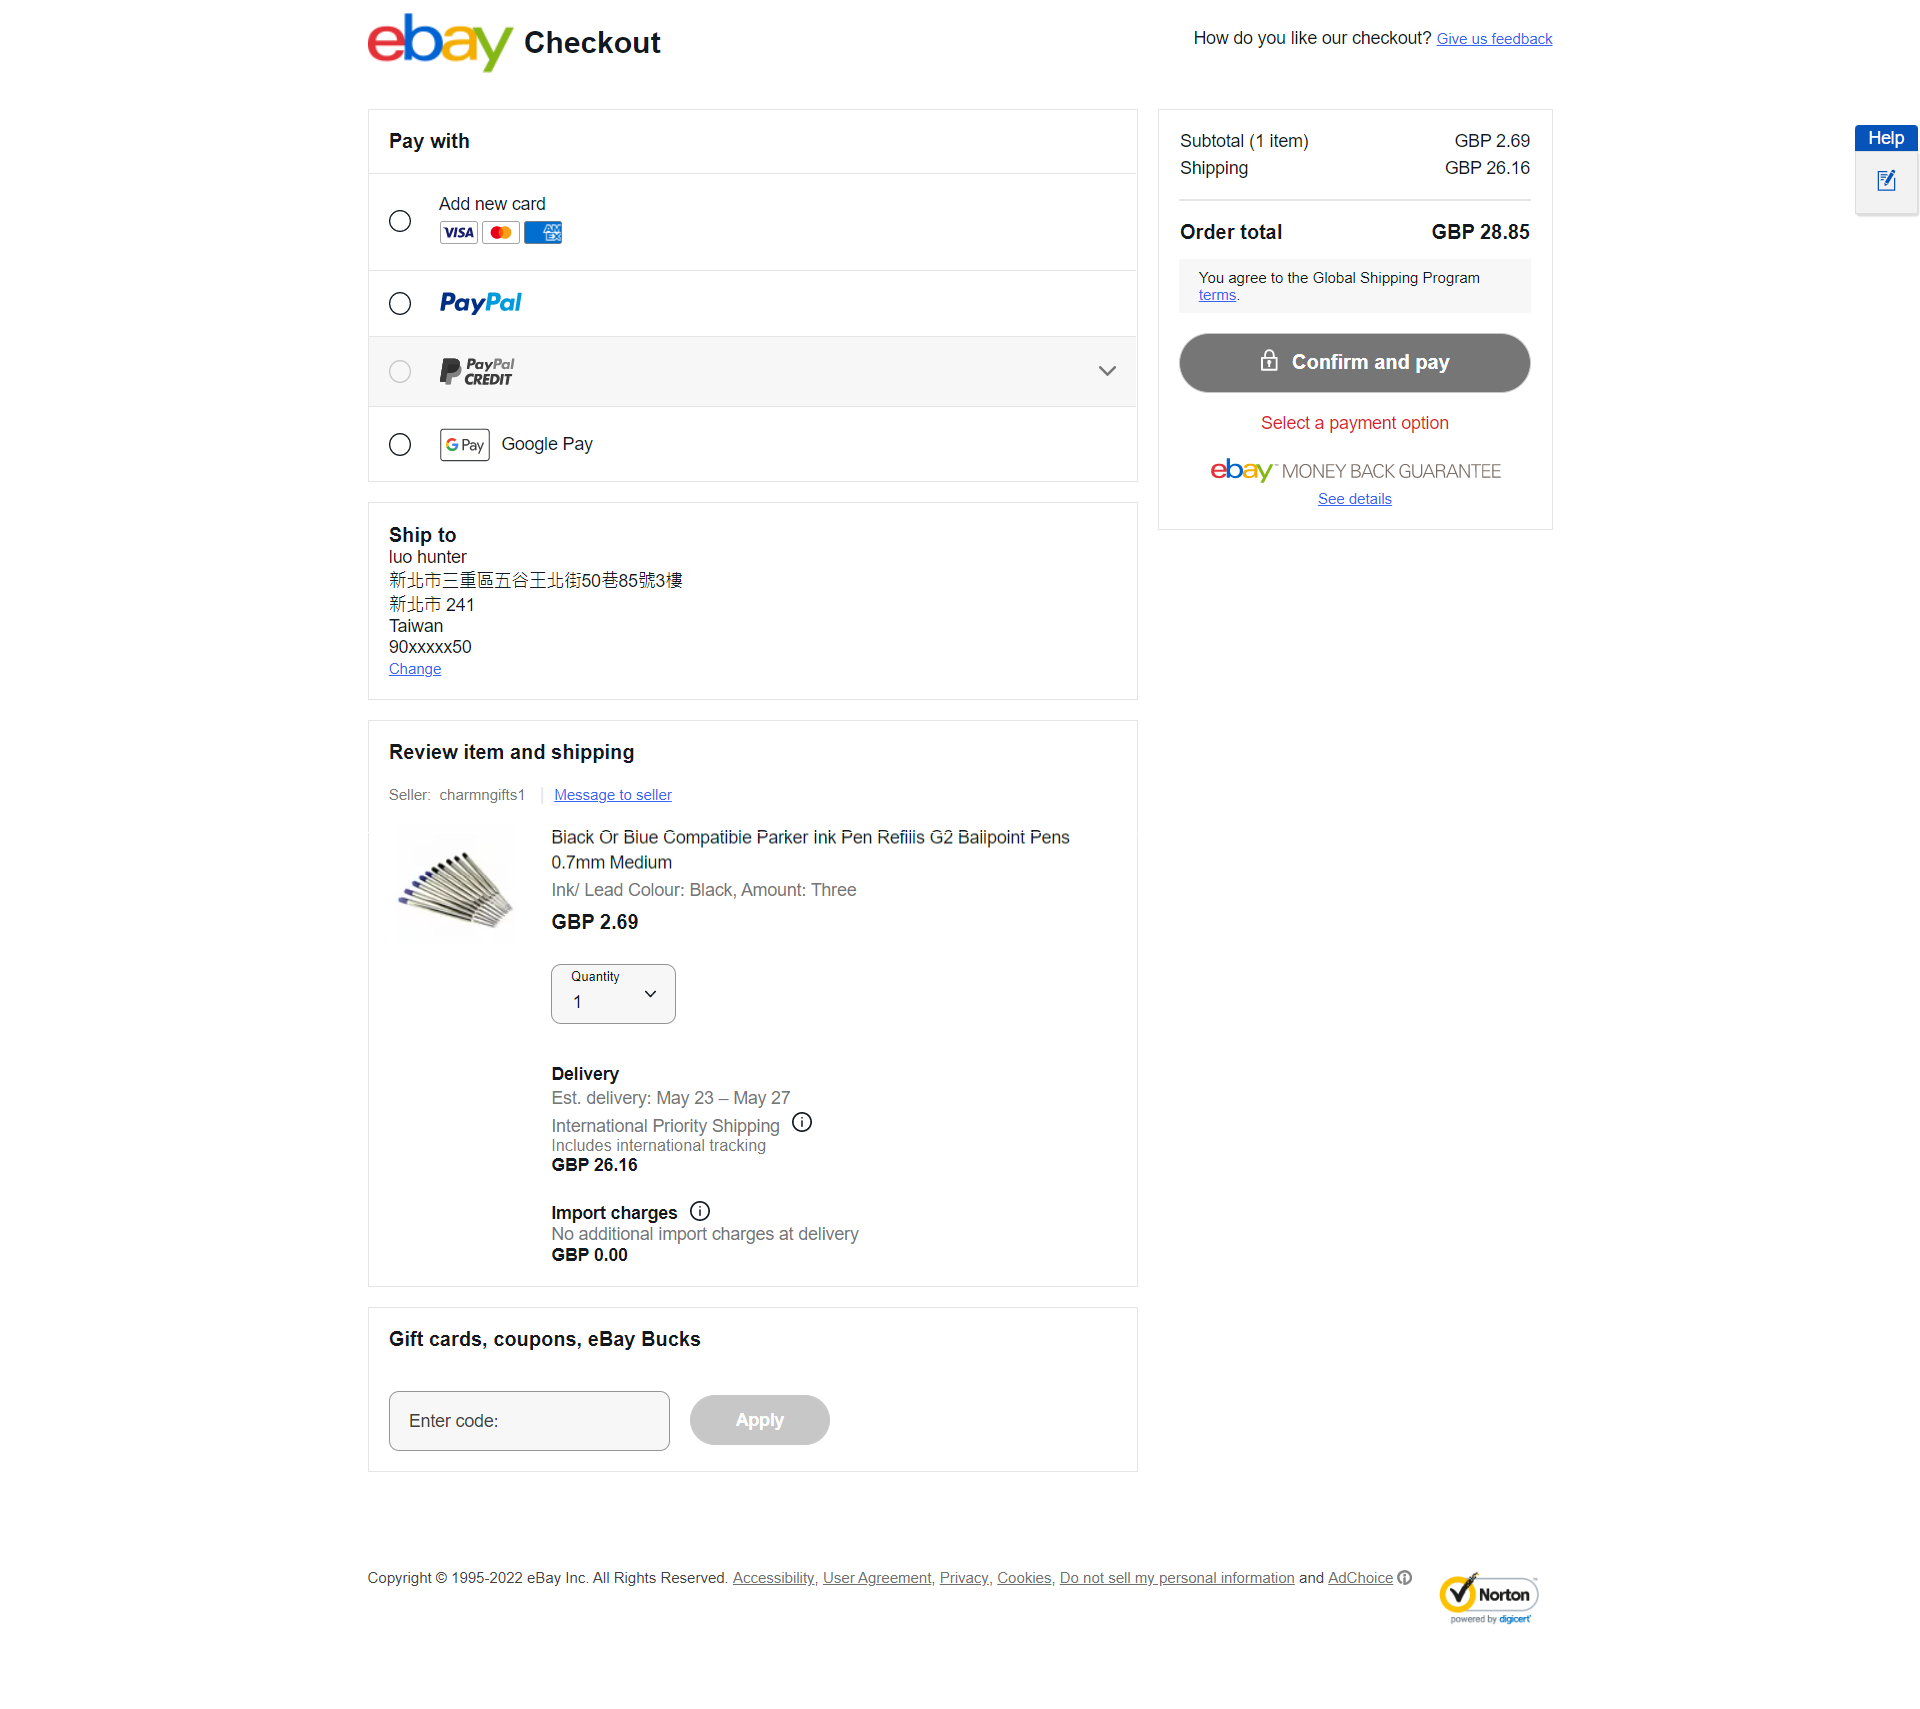 ebay Checkout
How do you like our checkout? Give us feedback
Pay with
Add new card
VISA AMEX
PayPal
PayPal CREDIT
G Pay Google Pay
Ship to
luo hunter
新北市三重區五谷王北街50巷85號3樓
新北市 241
Taiwan
90xxxxx50
Change
Review item and shipping
Seller: charmngifts1 Message to seller
Black Or Blue Compatible Parker Ink Pen Refills G2 Ballpoint Pens
0.7mm Medium
Ink/ Lead Colour: Black, Amount: Three
GBP 2.69
Quantity
1
Delivery
Est. delivery: May 23 – May 27
International Priority Shipping
Includes international tracking
GBP 26.16
Import charges
No additional import charges at delivery
GBP 0.00
Gift cards, coupons, eBay Bucks
Enter code:
Apply
Subtotal (1 item) GBP 2.69
Shipping GBP 26.16
Order total GBP 28.85
You agree to the Global Shipping Program
terms.
Confirm and pay
Select a payment option
ebay™ MONEY BACK GUARANTEE
See details
Help
Copyright © 1995-2022 eBay Inc. All Rights Reserved. Accessibility, User Agreement, Privacy, Cookies, Do not sell my personal information and AdChoice
Norton
powered by digicert